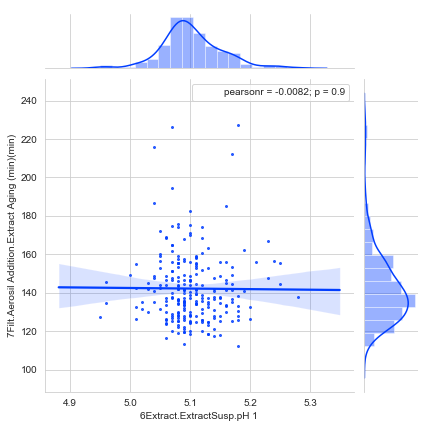 pearsonr = -0.0082; p = 0.9
240
220
200
180
160
140
120
100
7Filt.Aerosil Addition.Extract Aging (min)(min)
4.9 5.0 5.1 5.2 5.3
6Extract.ExtractSusp.pH 1